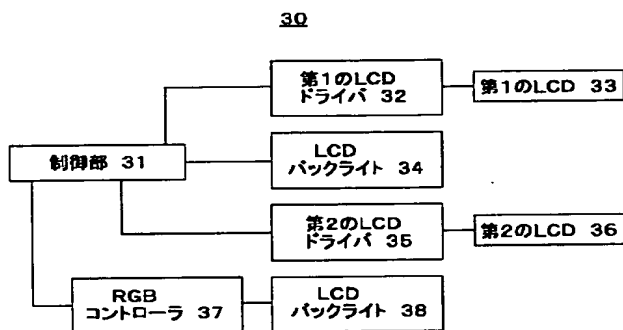 30
第1のLCD
ドライバ 32
第1のLCD 33
制御部 31
LCD
バックライト 34
第2のLCD
ドライバ 35
第2のLCD 36
RGB
コントローラ 37
LCD
バックライト 38